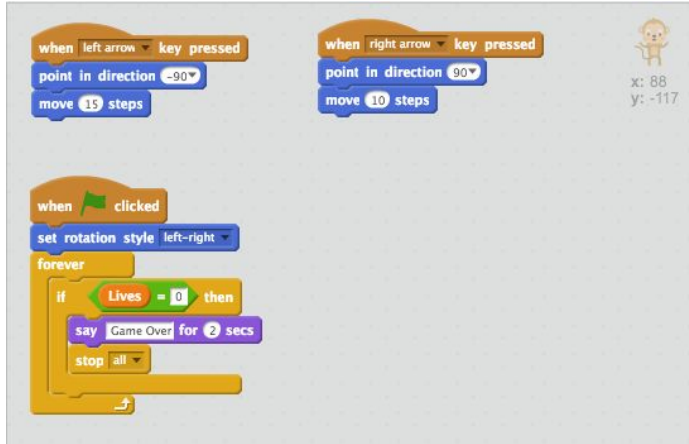 when left arrow key pressed
point in direction -90
move 15 steps
when right arrow key pressed
point in direction 90
move 10 steps
x: 88
y: -117
when clicked
set rotation style left-right
forever
if Lives = 0 then
say Game Over for 2 secs
stop all